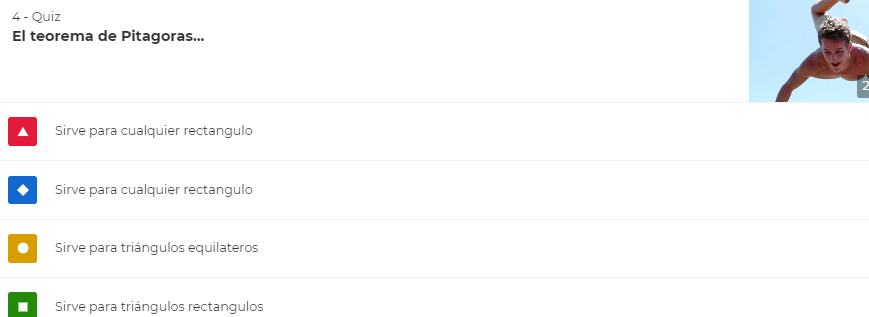 4 - Quiz
El teorema de Pitagoras...
2
Sirve para cualquier rectangulo
Sirve para cualquier rectangulo
Sirve para triángulos equilateros
Sirve para triángulos rectangulos